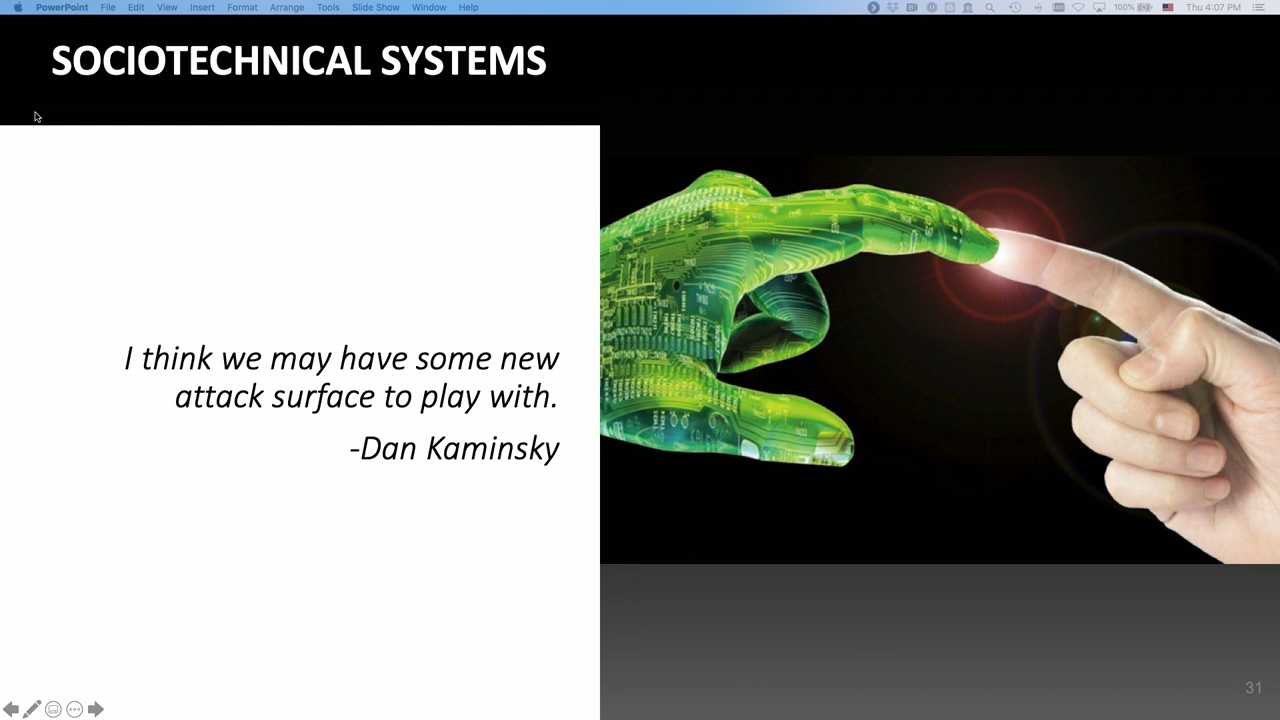 PowerPoint File Edit View Insert Format Arrange Tools Slide Show Window Help 100% Thu 4:07 PM
SOCIOTECHNICAL SYSTEMS
I think we may have some new
attack surface to play with.
-Dan Kaminsky
31